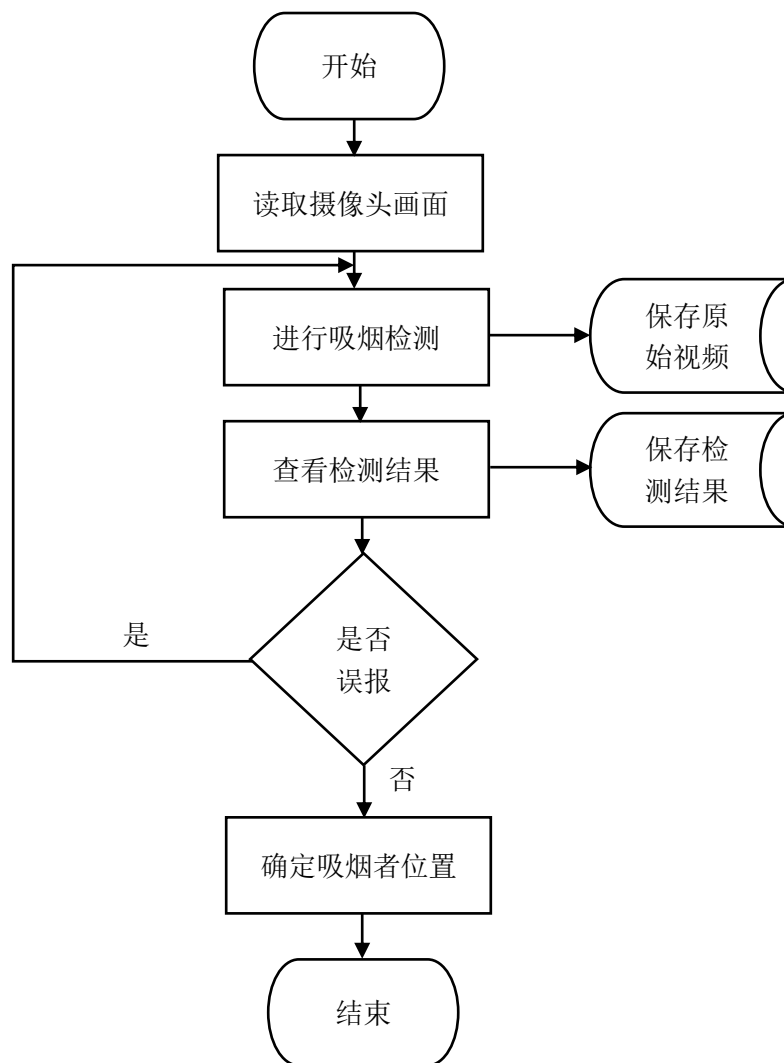 开始
读取摄像头画面
进行吸烟检测
保存原
始视频
查看检测结果
保存检
测结果
是
是否
误报
否
确定吸烟者位置
结束